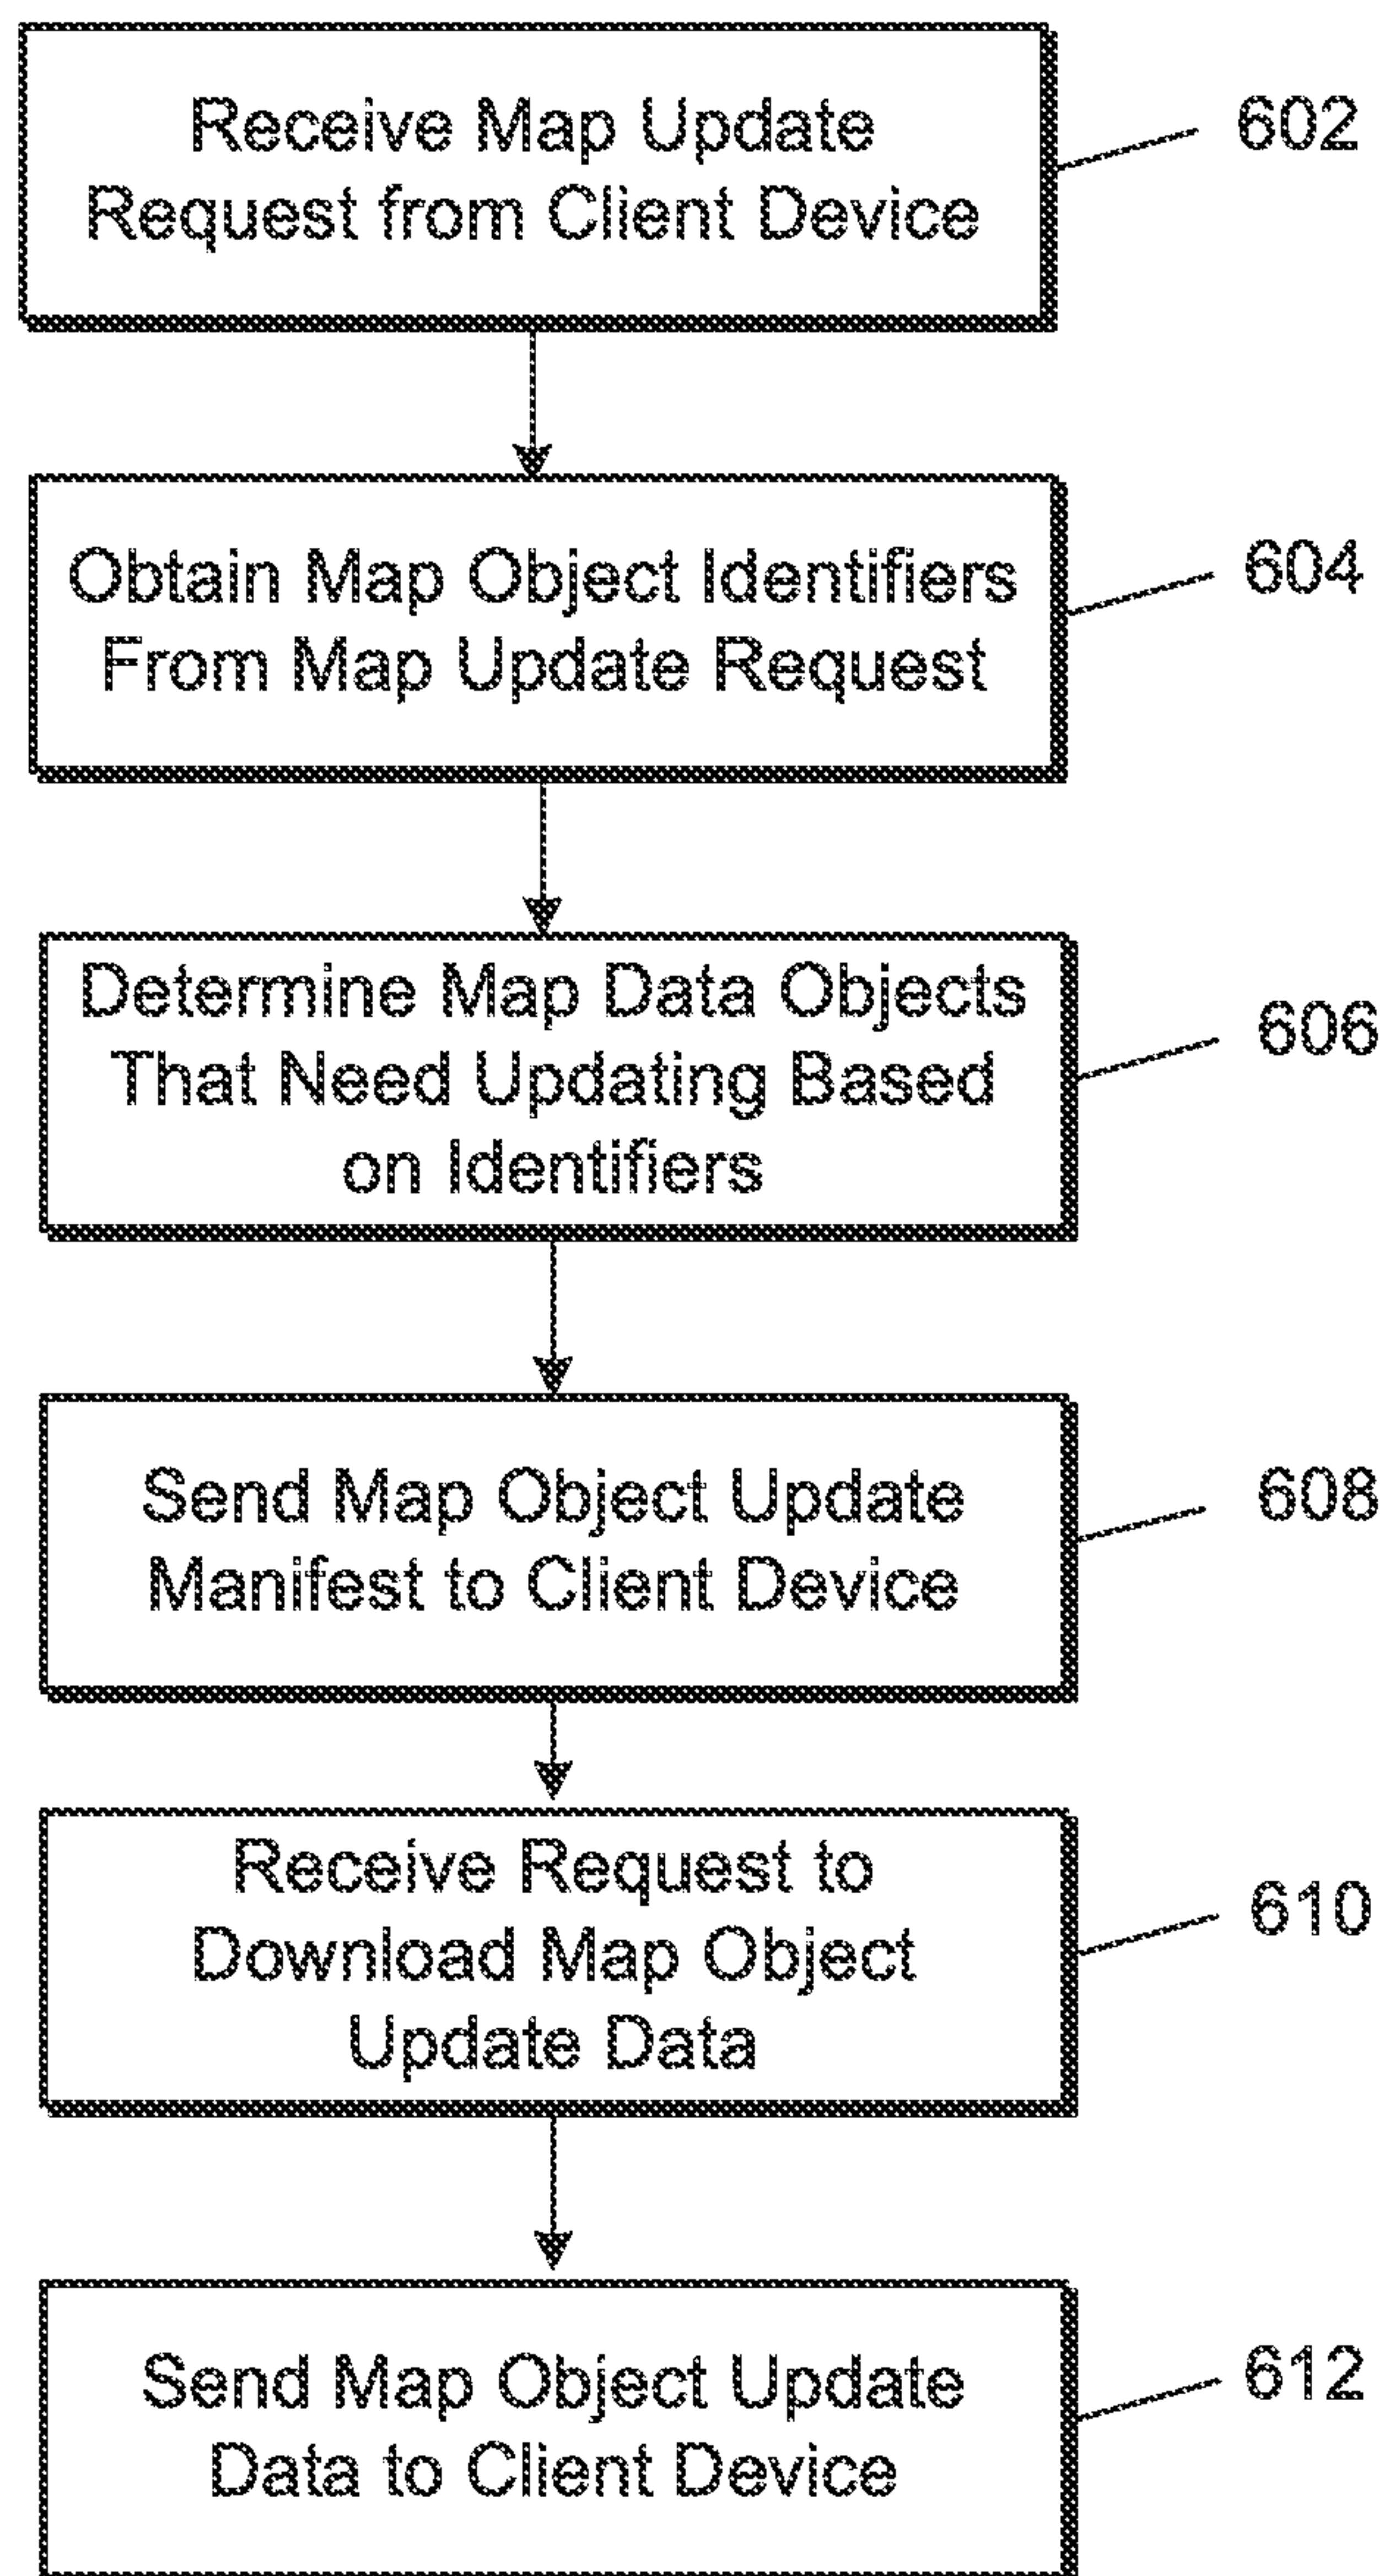 Receive Map Update
Request from Client Device
602
Obtain Map Object Identifiers
From Map Update Request
604
Determine Map Data Objects
That Need Updating Based
on Identifiers
606
Send Map Object Update
Manifest to Client Device
608
Receive Request to
Download Map Object
Update Data
610
Send Map Object Update
Data to Client Device
612